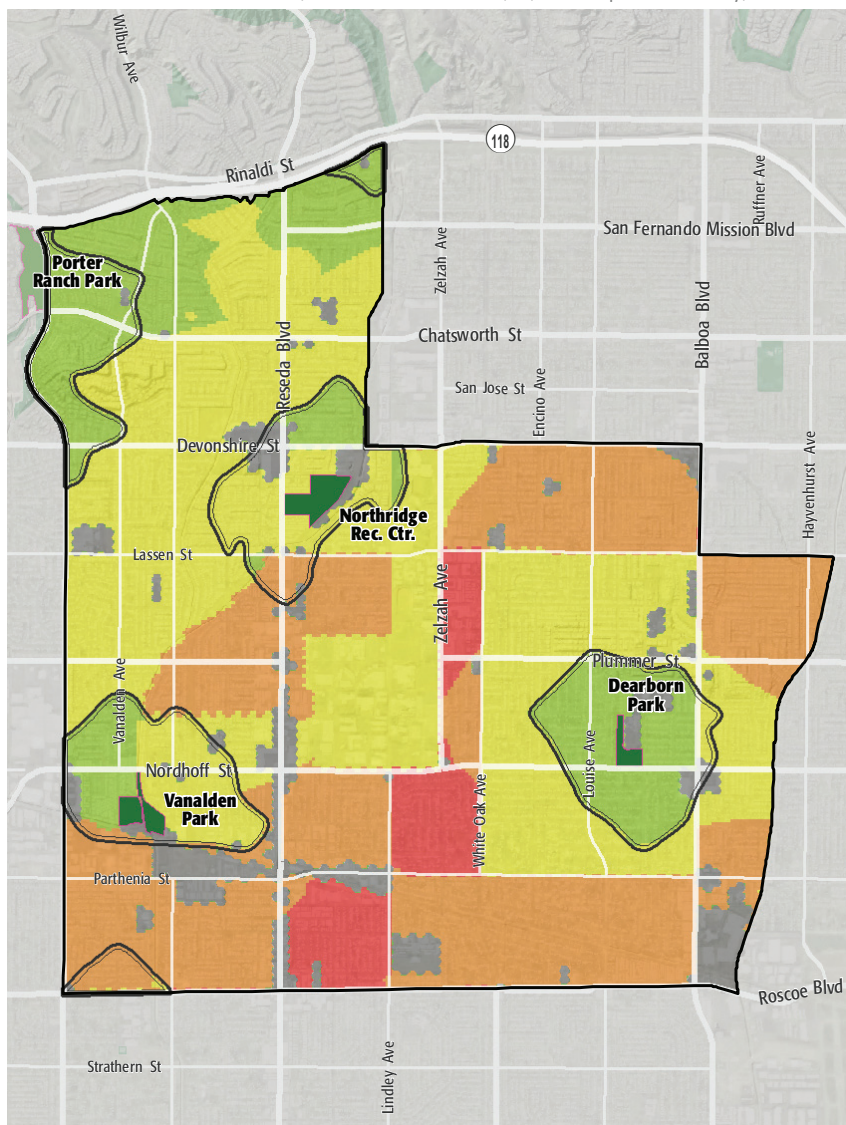 Wilbur Ave
118
Rinaldi St
Ruffner Ave
San Fernando Mission Blvd
Zelzah Ave
Porter
Ranch Park
Balboa Blvd
Chatsworth St
Reseda Blvd
San Jose St
Encino Ave
Devonshire St
Hayvenhurst Ave
Northridge
Rec. Ctr.
Lassen St
Zelzah Ave
Plummer St
Dearborn
Park
Vanalden Ave
Louise Ave
Nordhoff St
Vanalden
Park
White Oak Ave
Parthenia St
Roscoe Blvd
Lindley Ave
Strathern St